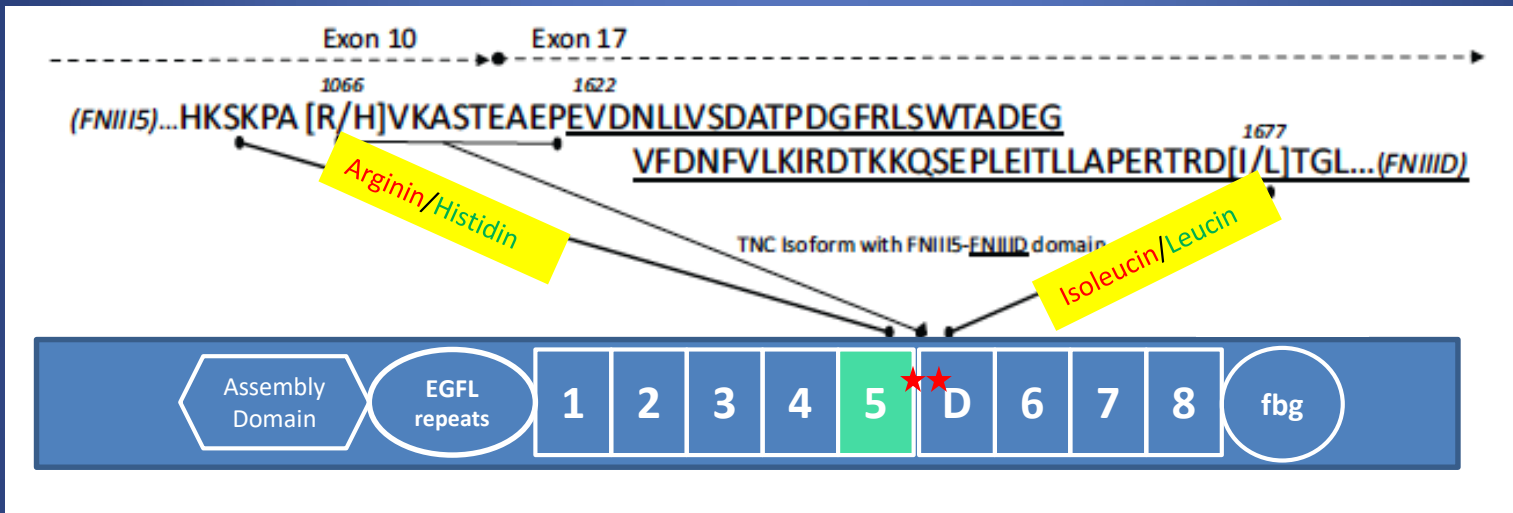 Exon 10 Exon 17
1066 1622
(FNIII5)...HKSKPA [R/H]VKASTEAEPEVDNLLVSDATPDGFRLSWTADEG
1677
VFDNFVLKIRDTKKQSEPLEITLLAPERTRD[I/L]TGL...(FNIIID)
Arginin/Histidin
TNC Isoform with FNIII5-FNIIID domain
Isoleucin/Leucin
Assembly
Domain
EGFL
repeats
1 2 3 4 5 D 6 7 8 fbg